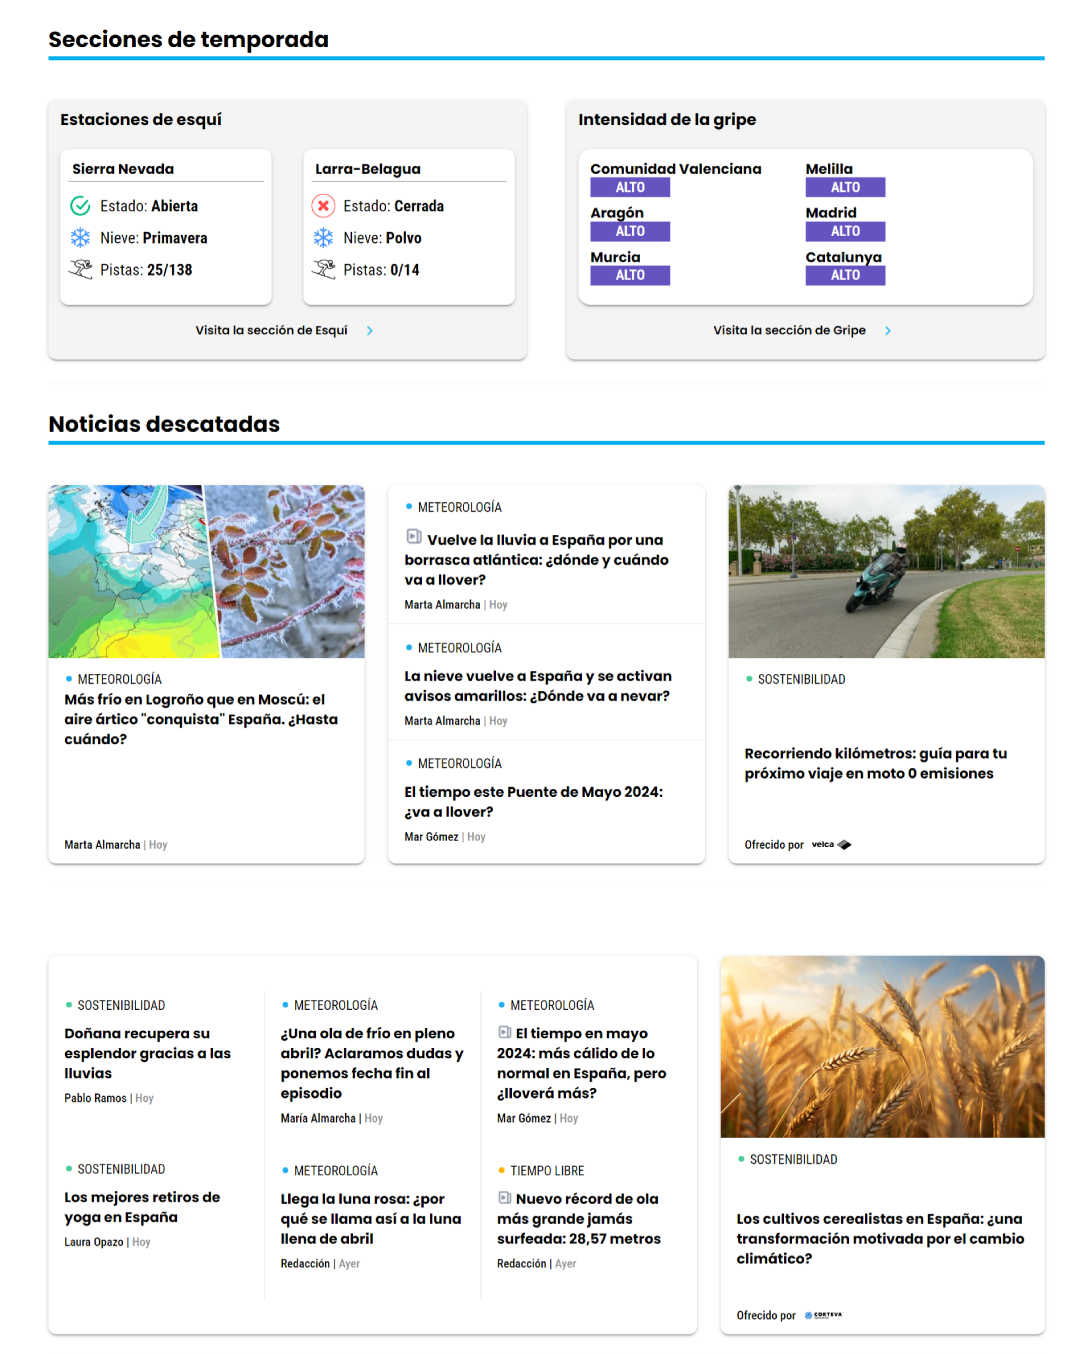 Secciones de temporada
Estaciones de esquí
Sierra Nevada
Estado: Abierta
Nieve: Primavera
Pistas: 25/138
Larra-Belagua
Estado: Cerrada
Nieve: Polvo
Pistas: 0/14
Visita la sección de Esquí
Intensidad de la gripe
Comunidad Valenciana
ALTO
Melilla
ALTO
Aragón
ALTO
Madrid
ALTO
Murcia
ALTO
Catalunya
ALTO
Visita la sección de Gripe
Noticias descatadas
METEOROLOGÍA
Más frío en Logroño que en Moscú: el
aire ártico "conquista" España. ¿Hasta
cuándo?
Marta Almarcha | Hoy
METEOROLOGÍA
Vuelve la lluvia a España por una
borrasca atlántica: ¿dónde y cuándo
va a llover?
Marta Almarcha | Hoy
METEOROLOGÍA
La nieve vuelve a España y se activan
avisos amarillos: ¿Dónde va a nevar?
Marta Almarcha | Hoy
METEOROLOGÍA
El tiempo este Puente de Mayo 2024:
¿va a llover?
Mar Gómez | Hoy
SOSTENIBILIDAD
Recorriendo kilómetros: guía para tu
próximo viaje en moto 0 emisiones
Ofrecido por velca
SOSTENIBILIDAD
Doñana recupera su
esplendor gracias a las
lluvias
Pablo Ramos | Hoy
METEOROLOGÍA
¿Una ola de frío en pleno
abril? Aclaramos dudas y
ponemos fecha fin al
episodio
María Almarcha | Hoy
METEOROLOGÍA
El tiempo en mayo
2024: más cálido de lo
normal en España, pero
¿lloverá más?
Mar Gómez | Hoy
SOSTENIBILIDAD
Los mejores retiros de
yoga en España
Laura Opazo | Hoy
METEOROLOGÍA
Llega la luna rosa: ¿por
qué se llama así a la luna
llena de abril
Redacción | Ayer
TIEMPO LIBRE
Nuevo récord de ola
más grande jamás
surfeada: 28,57 metros
Redacción | Ayer
SOSTENIBILIDAD
Los cultivos cerealistas en España: ¿una
transformación motivada por el cambio
climático?
Ofrecido por CORTEVA